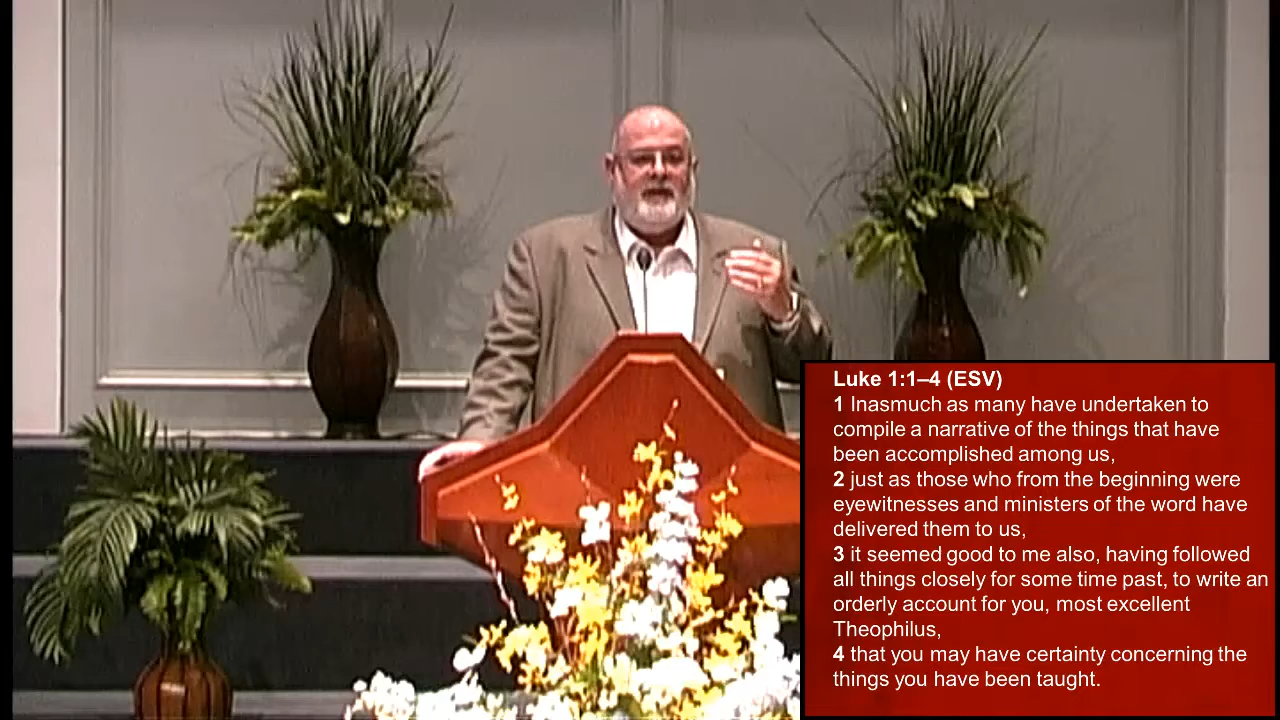 Luke 1:1–4 (ESV)
1 Inasmuch as many have undertaken to
compile a narrative of the things that have
been accomplished among us,
2 just as those who from the beginning were
eyewitnesses and ministers of the word have
delivered them to us,
3 it seemed good to me also, having followed
all things closely for some time past, to write an
orderly account for you, most excellent
Theophilus,
4 that you may have certainty concerning the
things you have been taught.